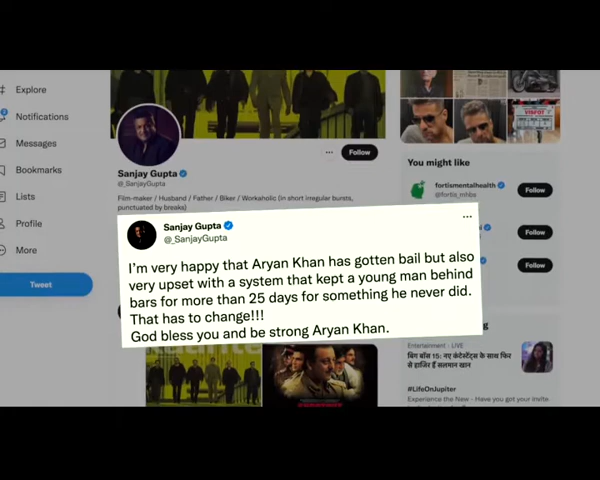 Explore
Notifications
Messages
Bookmarks
Lists
Profile
More
Tweet
Sanjay Gupta
@_SanjayGupta
Film-maker / Husband / Father / Biker / Workaholic (in short irregular bursts,
punctuated by breaks)
Follow
Sanjay Gupta
@_SanjayGupta
I'm very happy that Aryan Khan has gotten bail but also
very upset with a system that kept a young man behind
bars for more than 25 days for something he never did.
That has to change!!!
God bless you and be strong Aryan Khan.
You might like
fortismentalhealth
@fortis_mhbs
Follow
Follow
Follow
Entertainment · LIVE
बिग बॉस 15: नए कंटेस्टेंट्स के साथ फिर
से हाजिर हैं सलमान खान
#LifeOnJupiter
Experience the New - Have you got your invite.